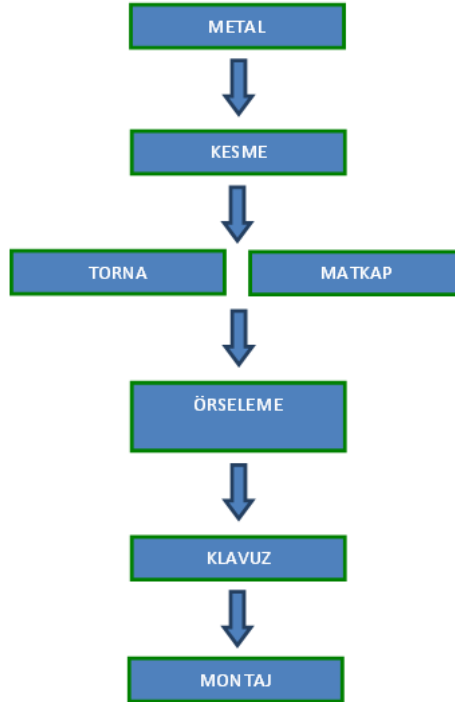 METAL
KESME
TORNA
MATKAP
ÖRSELEME
KLAVUZ
MONTAJ